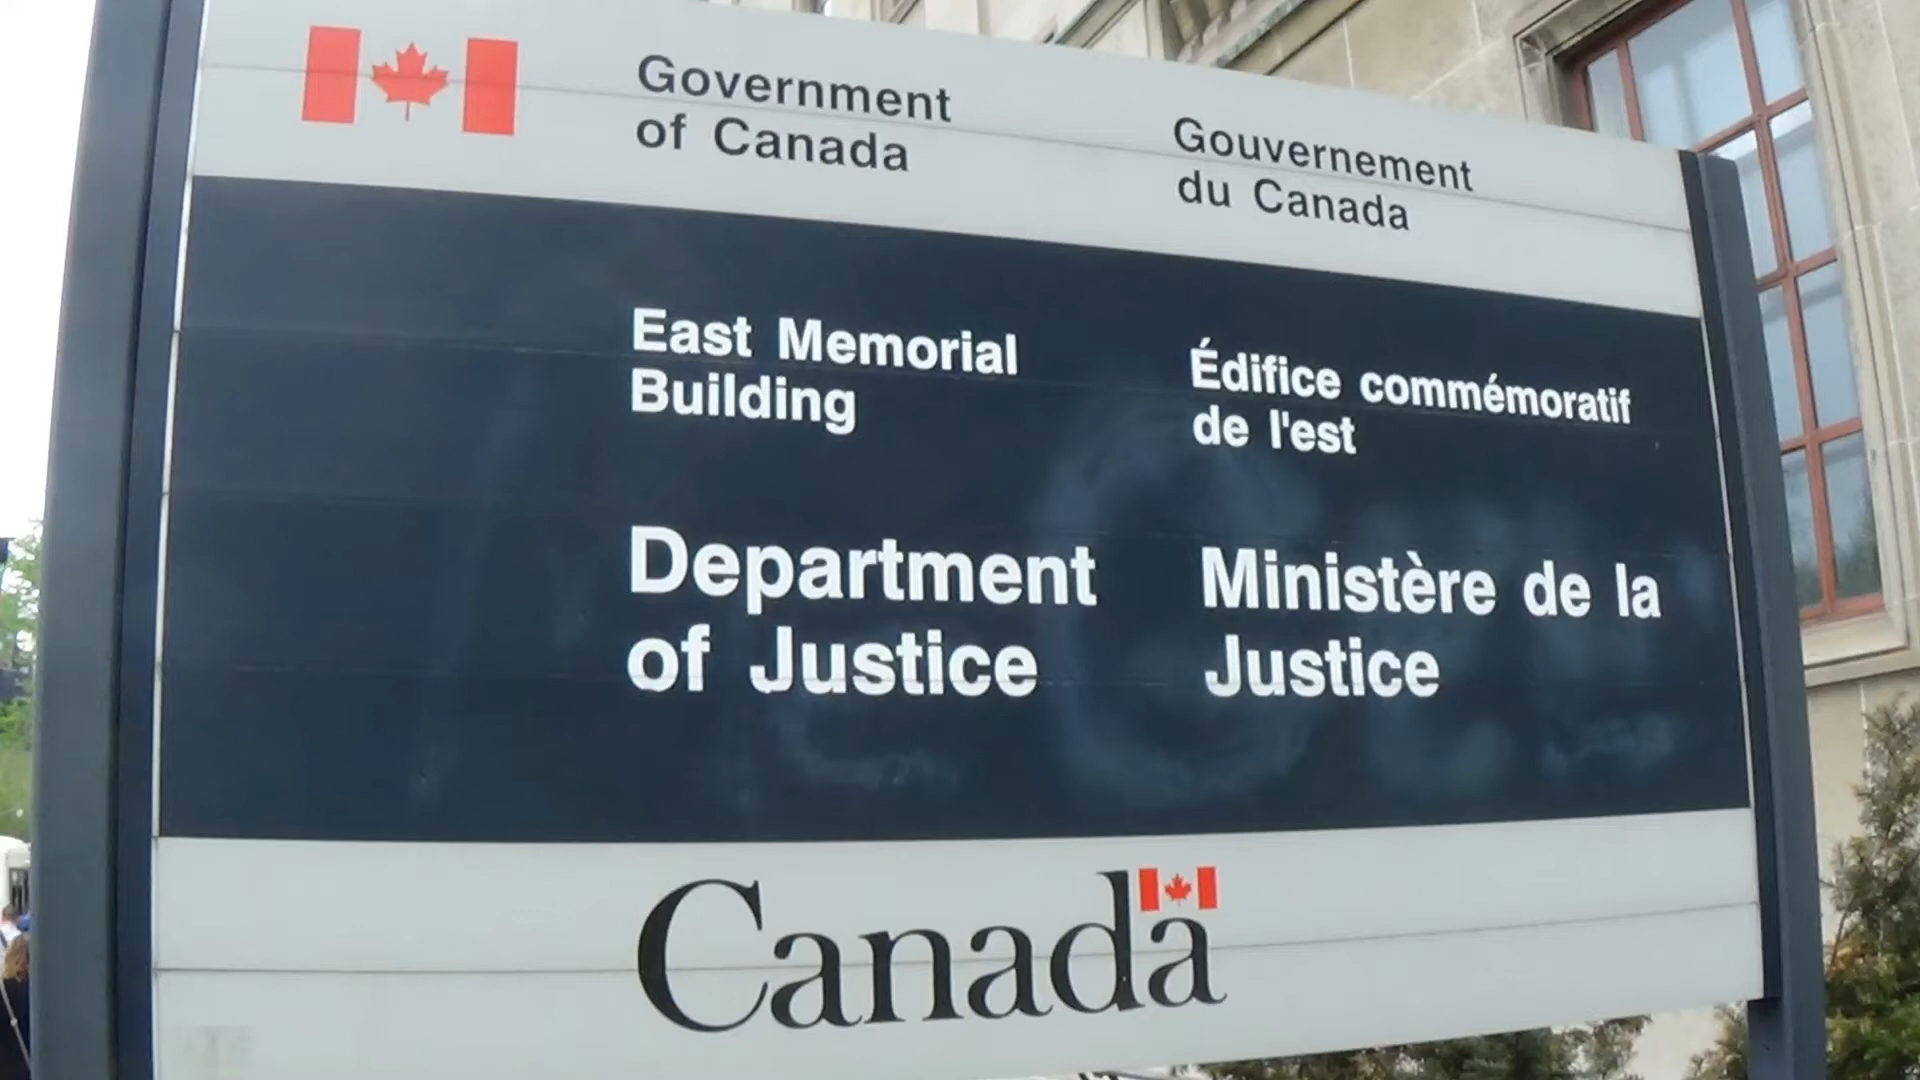 Government
of Canada
Gouvernement
du Canada
East Memorial
Building
Édifice commémoratif
de l'est
Department
of Justice
Ministère de la
Justice
Canada